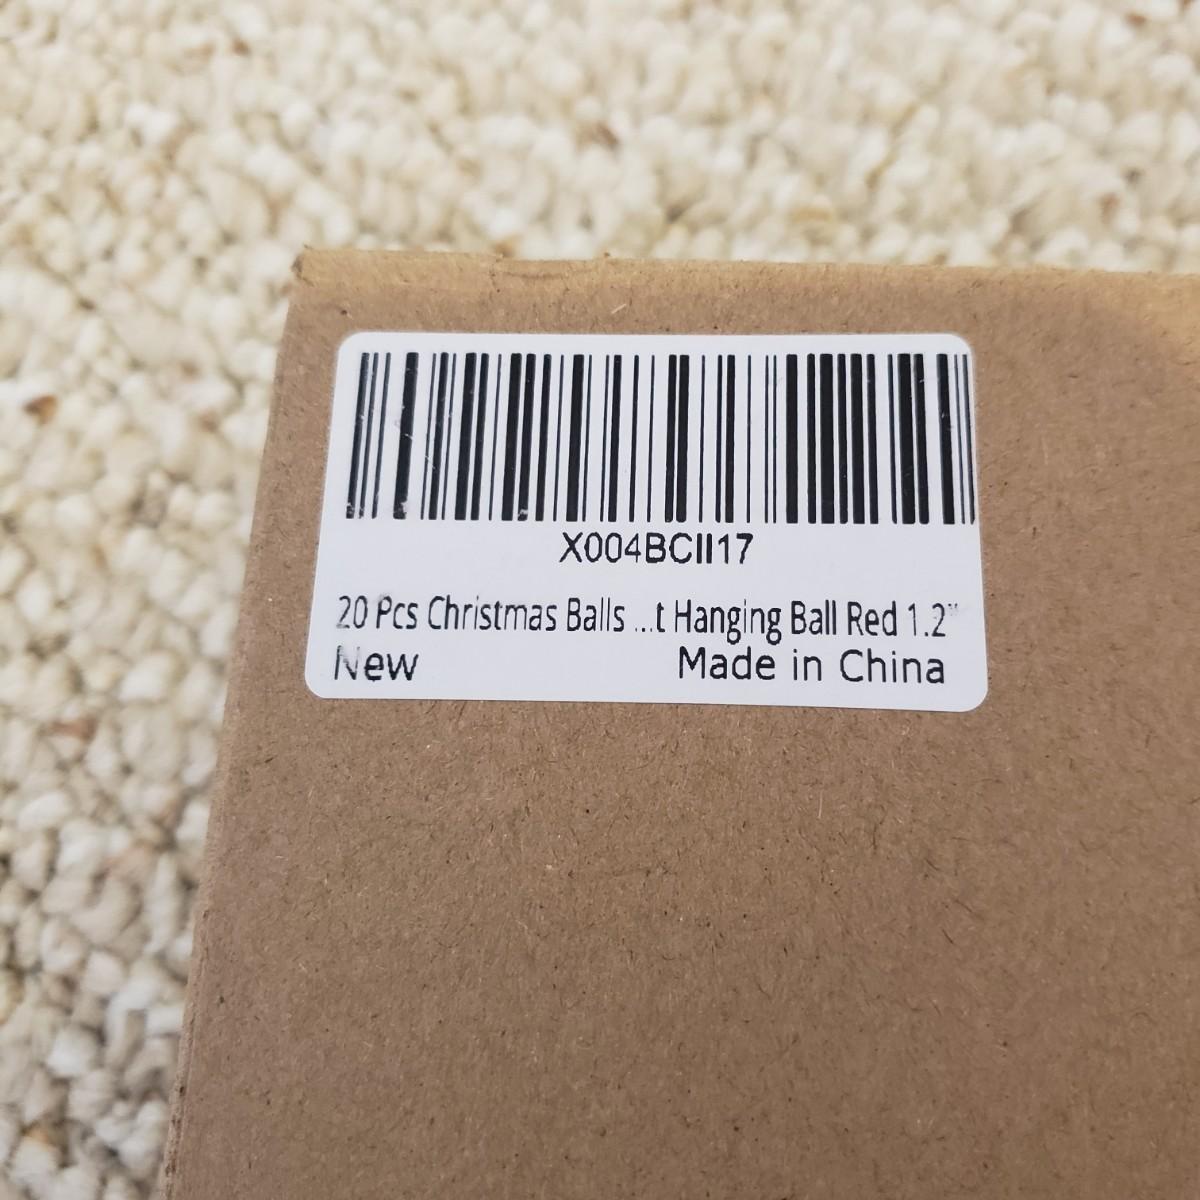 X004BCII17
20 Pcs Christmas Balls ...t Hanging Ball Red 1.2"
New Made in China